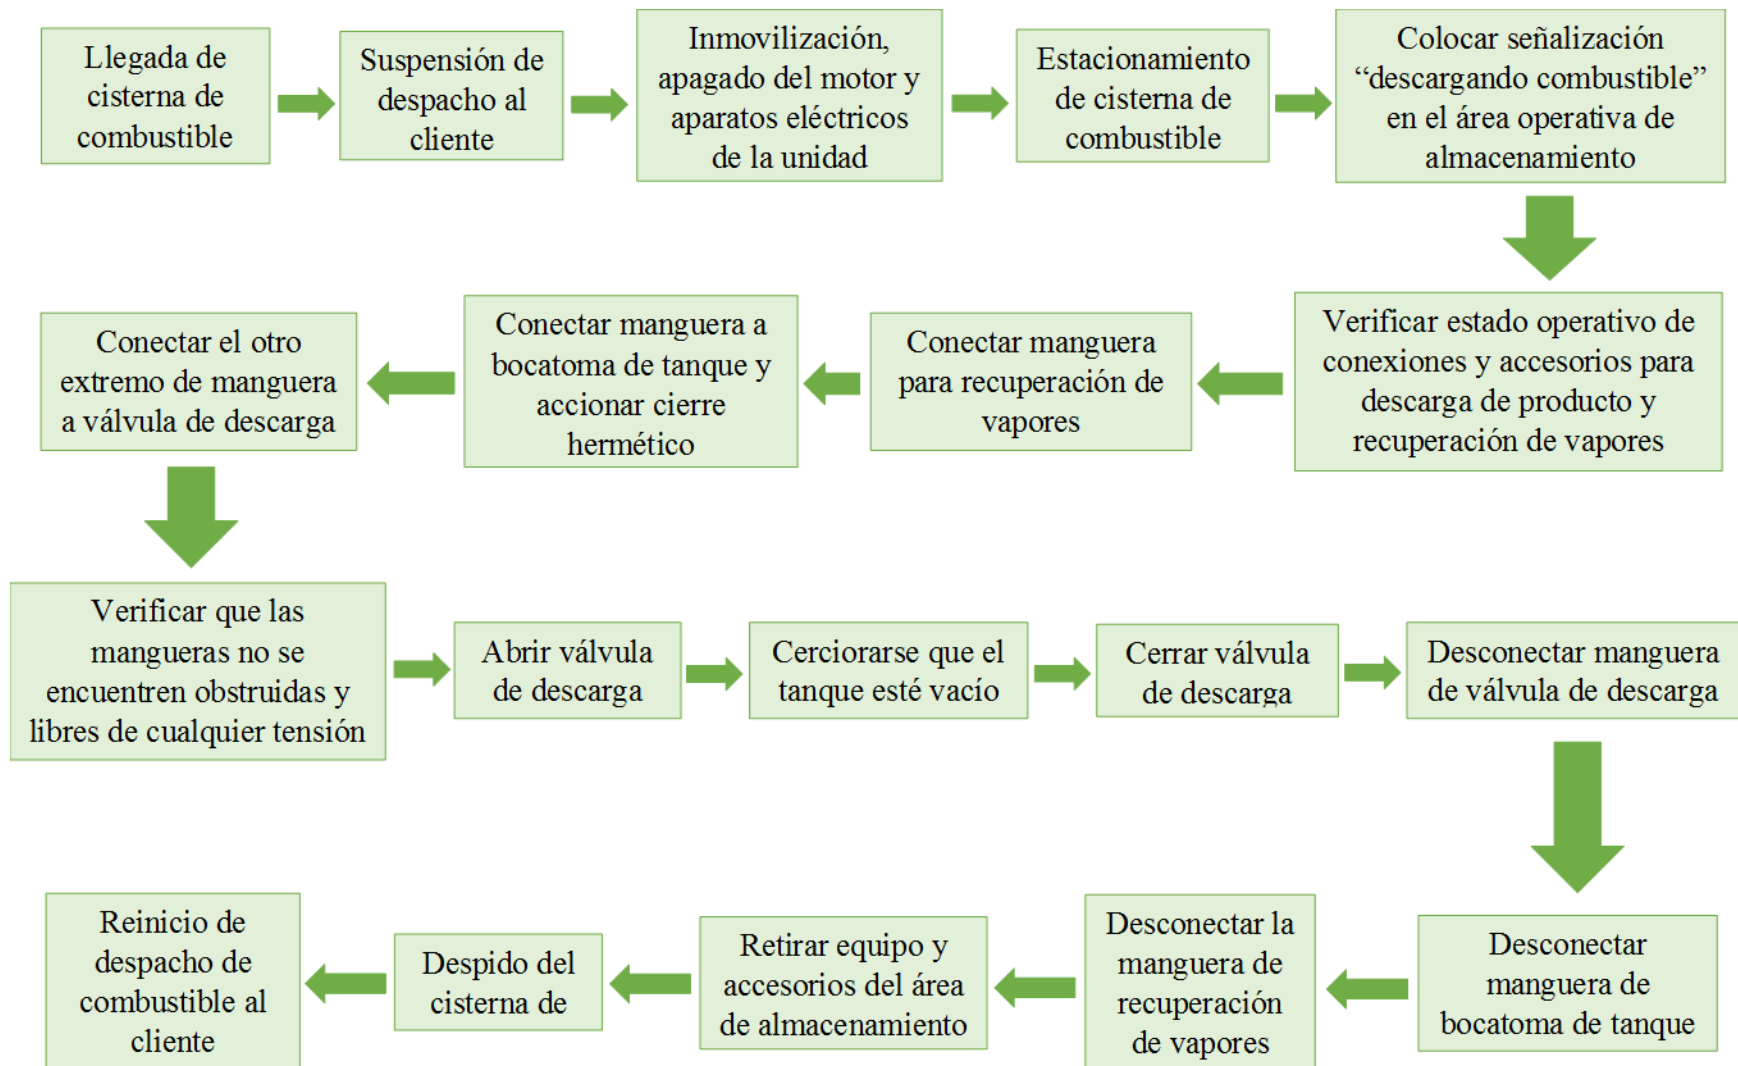 Llegada de
cisterna de
combustible
Suspensión de
despacho al
cliente
Inmovilización,
apagado del motor y
aparatos eléctricos
de la unidad
Estacionamiento
de cisterna de
combustible
Colocar señalización
“descargando combustible”
en el área operativa de
almacenamiento
Verificar estado operativo de
conexiones y accesorios para
descarga de producto y
recuperación de vapores
Conectar manguera
para recuperación de
vapores
Conectar manguera a
bocatoma de tanque y
accionar cierre
hermético
Conectar el otro
extremo de manguera
a válvula de descarga
Verificar que las
mangueras no se
encuentren obstruidas y
libres de cualquier tensión
Abrir válvula
de descarga
Cerciorarse que el
tanque esté vacío
Cerrar válvula
de descarga
Desconectar manguera
de válvula de descarga
Desconectar
manguera de
bocatoma de tanque
Desconectar la
manguera de
recuperación
de vapores
Retirar equipo y
accesorios del área
de almacenamiento
Despido del
cisterna de
Reinicio de
despacho de
combustible al
cliente